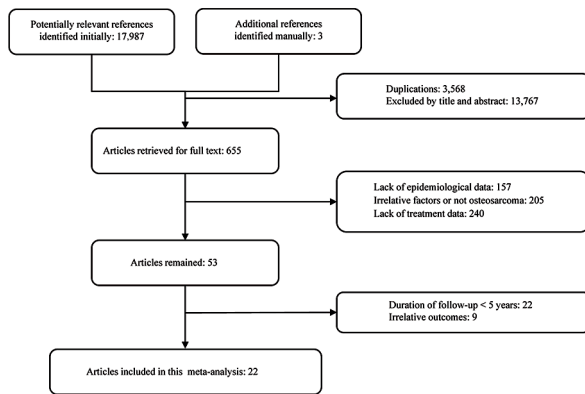 Potentially relevant references
identified initially: 17,987
Additional references
identified manually: 3
Duplications: 3,568
Excluded by title and abstract: 13,767
Articles retrieved for full text: 655
Lack of epidemiological data: 157
Irrelative factors or not osteosarcoma: 205
Lack of treatment data: 240
Articles remained: 53
Duration of follow-up < 5 years: 22
Irrelative outcomes: 9
Articles included in this meta-analysis: 22